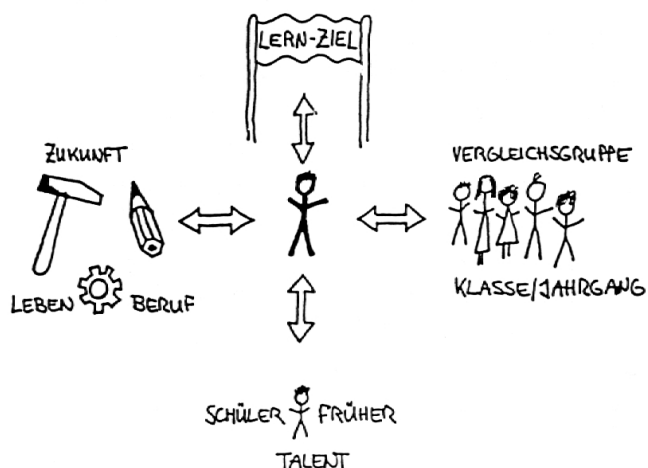 LERN-ZIEL
ZUKUNFT
VERGLEICHSGRUPPE
LEBEN BERUF
KLASSE/JAHRGANG
SCHÜLER FRÜHER
TALENT